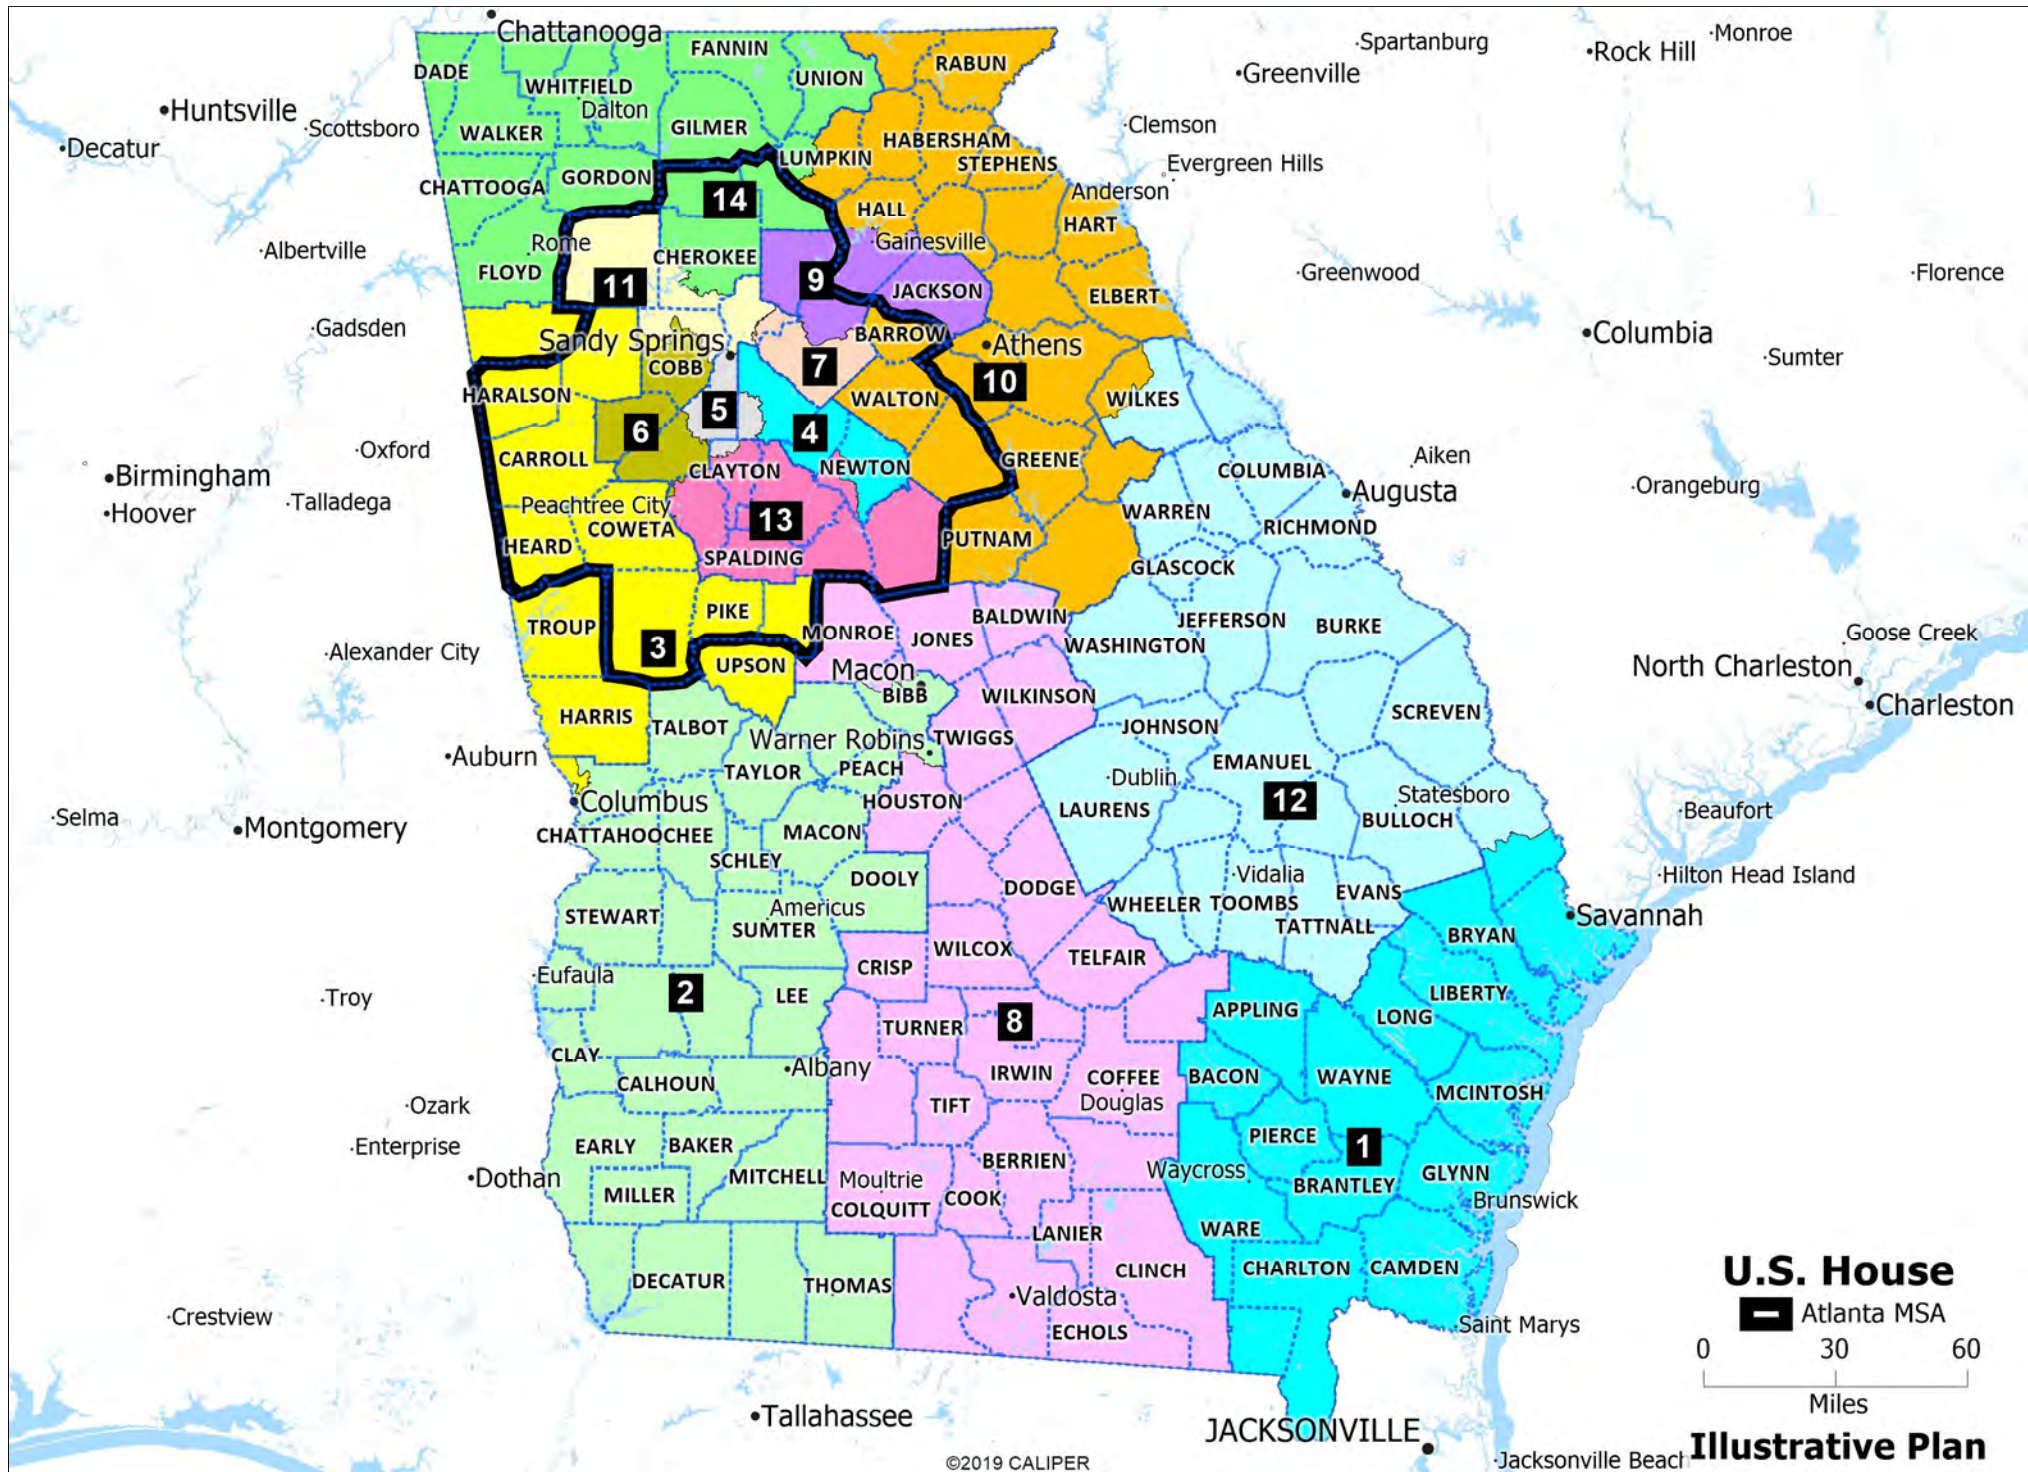 Chattanooga
Spartanburg
Monroe
Rock Hill
FANNIN
RABUN
DADE
UNION
Greenville
WHITFIELD
Huntsville
Dalton
Scottsboro
WALKER
GILMER
Clemson
Decatur
HABERSHAM
LUMPKIN
STEPHENS
Evergreen Hills
GORDON
CHATTOOGA
Anderson
14
HALL
HART
Rome
Gainesville
Albertville
CHEROKEE
FLOYD
Greenwood
Florence
11
9
JACKSON
ELBERT
Gadsden
Sandy Springs
BARROW
Athens
Columbia
COBB
7
Sumter
HARALSON
10
WALTON
WILKES
5
6
4
Oxford
CARROLL
CLAYTON
NEWTON
GREENE
Aiken
Birmingham
COLUMBIA
Talladega
Peachtree City
Augusta
Orangeburg
Hoover
COWETA
13
WARREN
RICHMOND
HEARD
SPALDING
PUTNAM
GLASCOCK
TROUP
PIKE
MONROE
JONES
BALDWIN
JEFFERSON
BURKE
Goose Creek
Alexander City
3
UPSON
Macon
WASHINGTON
North Charleston
BIBB
WILKINSON
Charleston
HARRIS
TALBOT
JOHNSON
SCREVEN
Auburn
Warner Robins
TWIGGS
TAYLOR
PEACH
EMANUEL
Dublin
Selma
Columbus
HOUSTON
LAURENS
12
Statesboro
Beaufort
Montgomery
CHATTAHOOCHEE
MACON
BULLOCH
SCHLEY
DOOLY
DODGE
Vidalia
EVANS
Hilton Head Island
STEWART
Americus
WHEELER
TOOMBS
Savannah
SUMTER
TATTNALL
BRYAN
WILCOX
CRISP
TELFAIR
Eufaula
Troy
2
LEE
LIBERTY
APPLING
LONG
TURNER
8
CLAY
Albany
IRWIN
CALHOUN
COFFEE
BACON
WAYNE
MCINTOSH
Ozark
TIFT
Douglas
Enterprise
EARLY
BAKER
PIERCE
1
BERRIEN
Dothan
MITCHELL
Moultrie
Waycross
GLYNN
MILLER
COOK
BRANTLEY
Brunswick
COLQUITT
LANIER
WARE
CLINCH
CHARLTON
CAMDEN
DECATUR
THOMAS
Valdosta
U.S. House
Crestview
ECHOLS
Saint Marys
Atlanta MSA
0 30 60
Miles
Tallahassee
JACKSONVILLE
Illustrative Plan
Jacksonville Beach
©2019 CALIPER